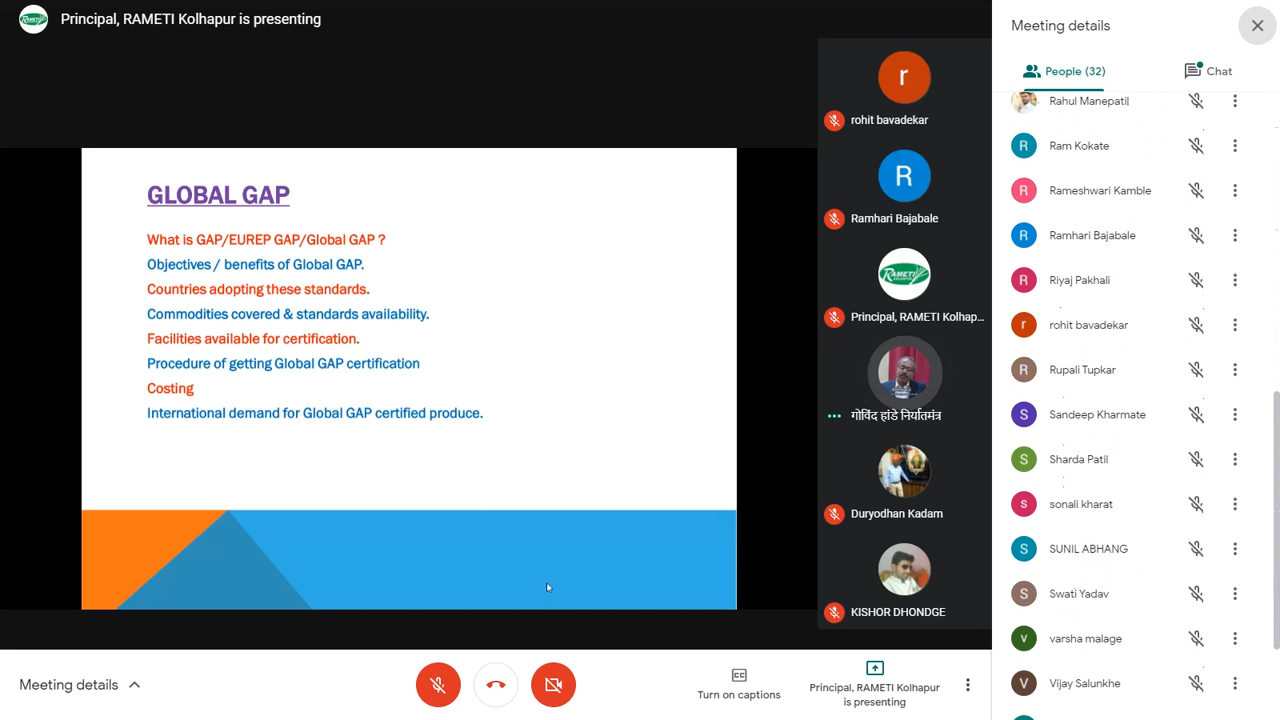 RAMETI
Principal, RAMETI Kolhapur is presenting
GLOBAL GAP
What is GAP/EUREP GAP/Global GAP ?
Objectives / benefits of Global GAP.
Countries adopting these standards.
Commodities covered & standards availability.
Facilities available for certification.
Procedure of getting Global GAP certification
Costing
International demand for Global GAP certified produce.
r
rohit bavadekar
R
Ramhari Bajabale
RAMETI
Principal, RAMETI Kolhap...
गोविंद हांडे निर्यातमंत्र
Duryodhan Kadam
KISHOR DHONDGE
Meeting details
People (32)
Chat
Rahul Manepatil
R Ram Kokate
R Rameshwari Kamble
R Ramhari Bajabale
R Riyaj Pakhali
r rohit bavadekar
R Rupali Tupkar
S Sandeep Kharmate
S Sharda Patil
s sonali kharat
S SUNIL ABHANG
S Swati Yadav
v varsha malage
V Vijay Salunkhe
Meeting details
CC
Turn on captions
Principal, RAMETI Kolhapur
is presenting